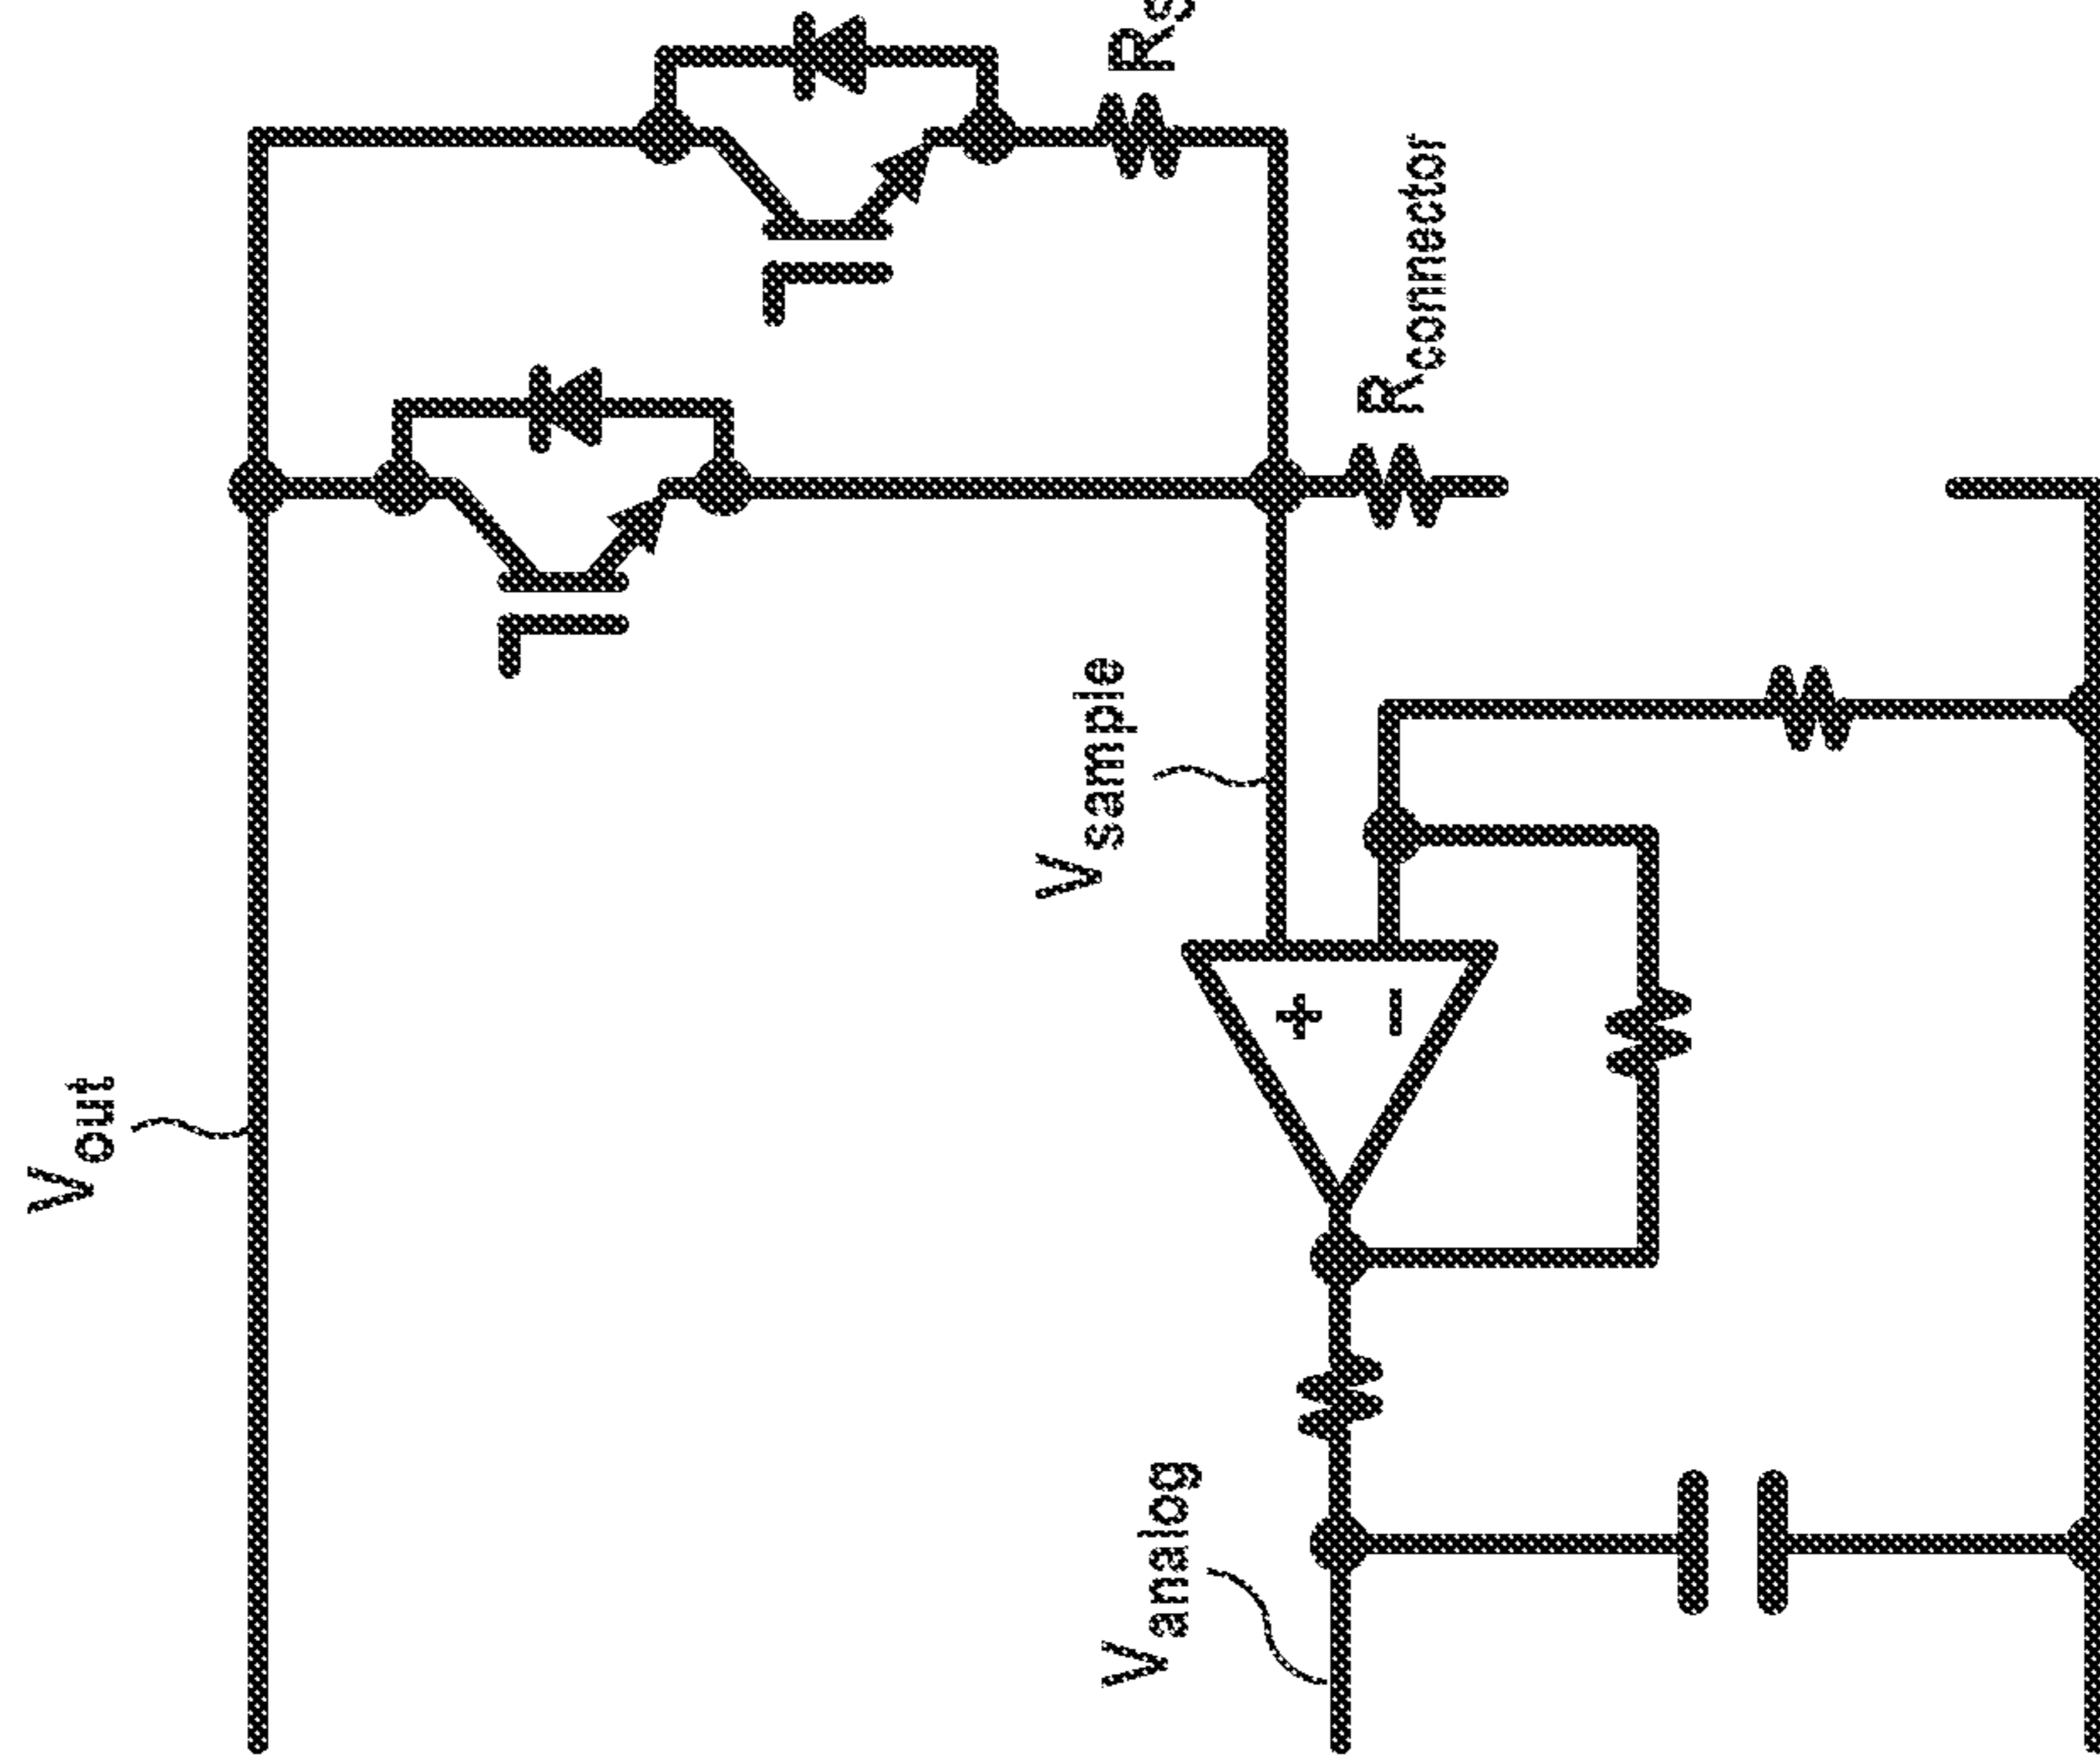 Vout
Vsample
Vanalog
Rconnector
+
−